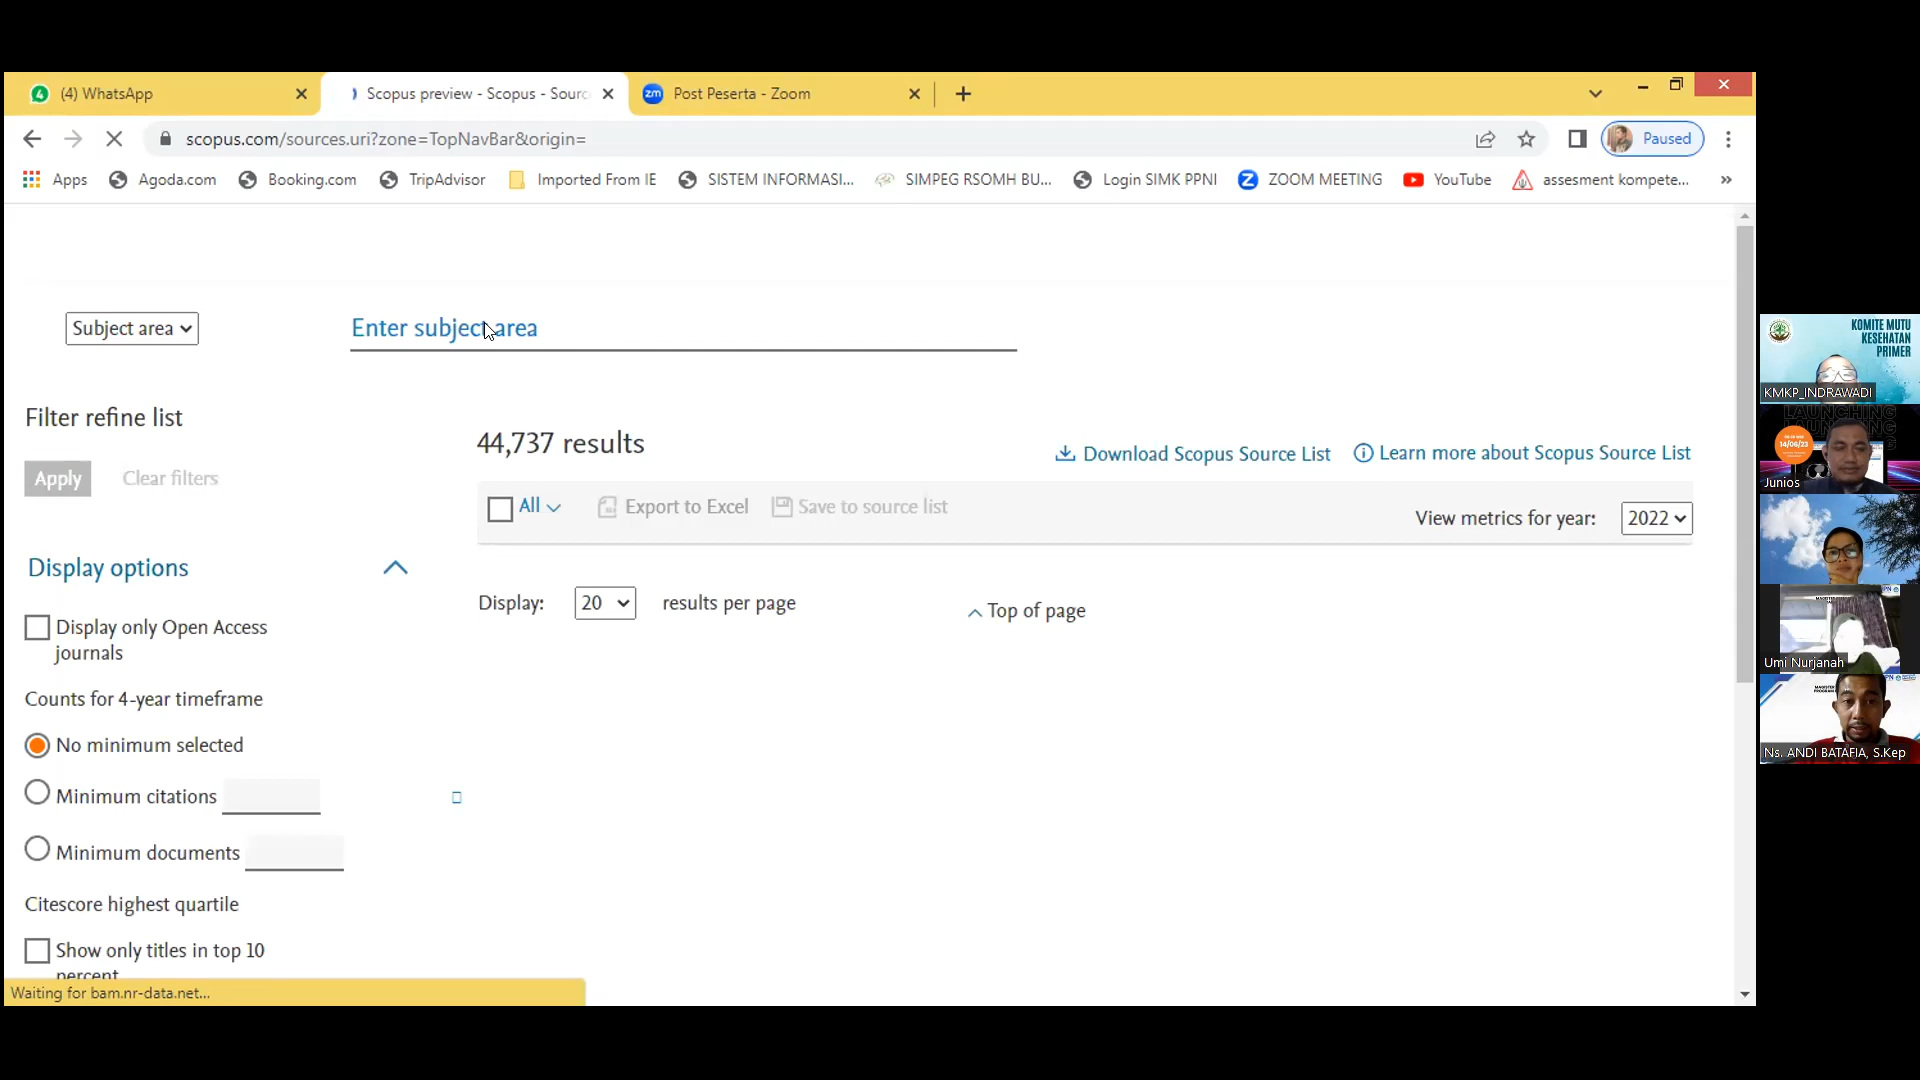 (4) WhatsApp
Scopus preview - Scopus - Sourc
Post Peserta - Zoom
scopus.com/sources.uri?zone=TopNavBar&origin=
Paused
Apps
Agoda.com
Booking.com
TripAdvisor
Imported From IE
SISTEM INFORMASI...
SIMPEG RSOMH BU...
Login SIMK PPNI
ZOOM MEETING
YouTube
assesment kompete...
Subject area
Enter subject area
Filter refine list
Apply
Clear filters
44,737 results
Download Scopus Source List
Learn more about Scopus Source List
All
Export to Excel
Save to source list
View metrics for year:
2022
Display options
Display:
20
results per page
Top of page
Display only Open Access
journals
Counts for 4-year timeframe
No minimum selected
Minimum citations
Minimum documents
Citescore highest quartile
Show only titles in top 10
percent
Waiting for bam.nr-data.net...
KOMITE MUTU
KESEHATAN
PRIMER
KMKP_INDRAWADI
LAUNCHING
14/06/23
Junios
Umi Nurjanah
Ns. ANDI BATAFIA, S.Kep